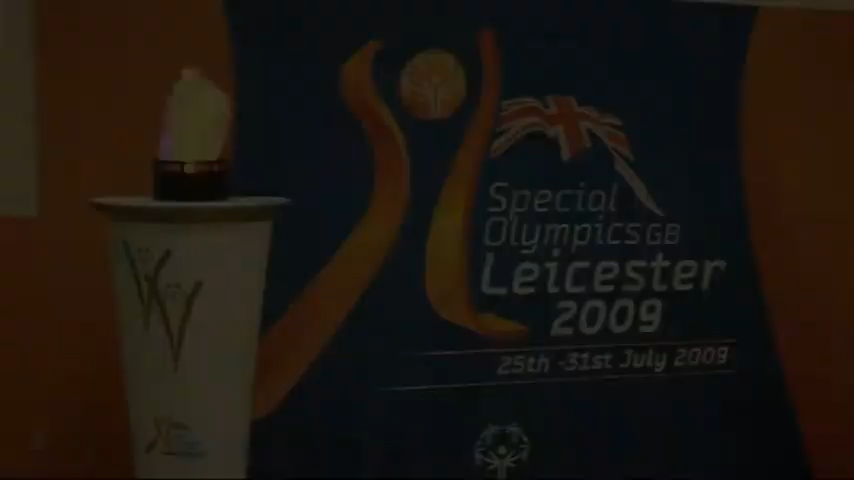 Special
Olympics GB
Leicester
2009
25th -31st July 2009